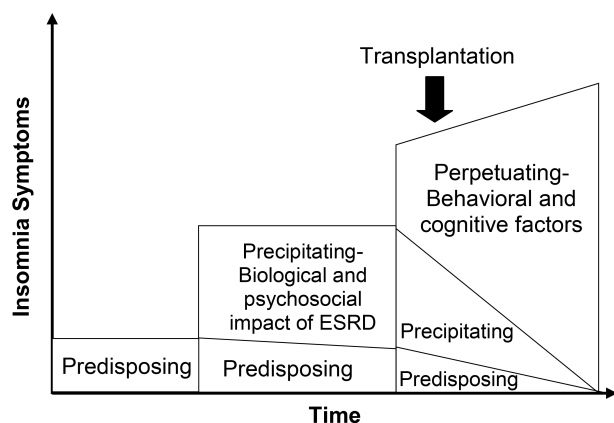 Transplantation
Insomnia Symptoms
Perpetuating-
Behavioral and
cognitive factors
Precipitating-
Biological and
psychosocial
impact of ESRD
Precipitating
Predisposing
Predisposing
Predisposing
Time